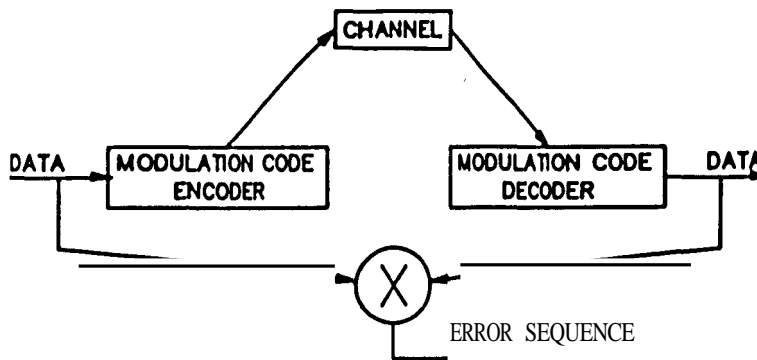 CHANNEL
DATA
MODULATION CODE
ENCODER
MODULATION CODE
DECODER
DATA
X
ERROR SEQUENCE